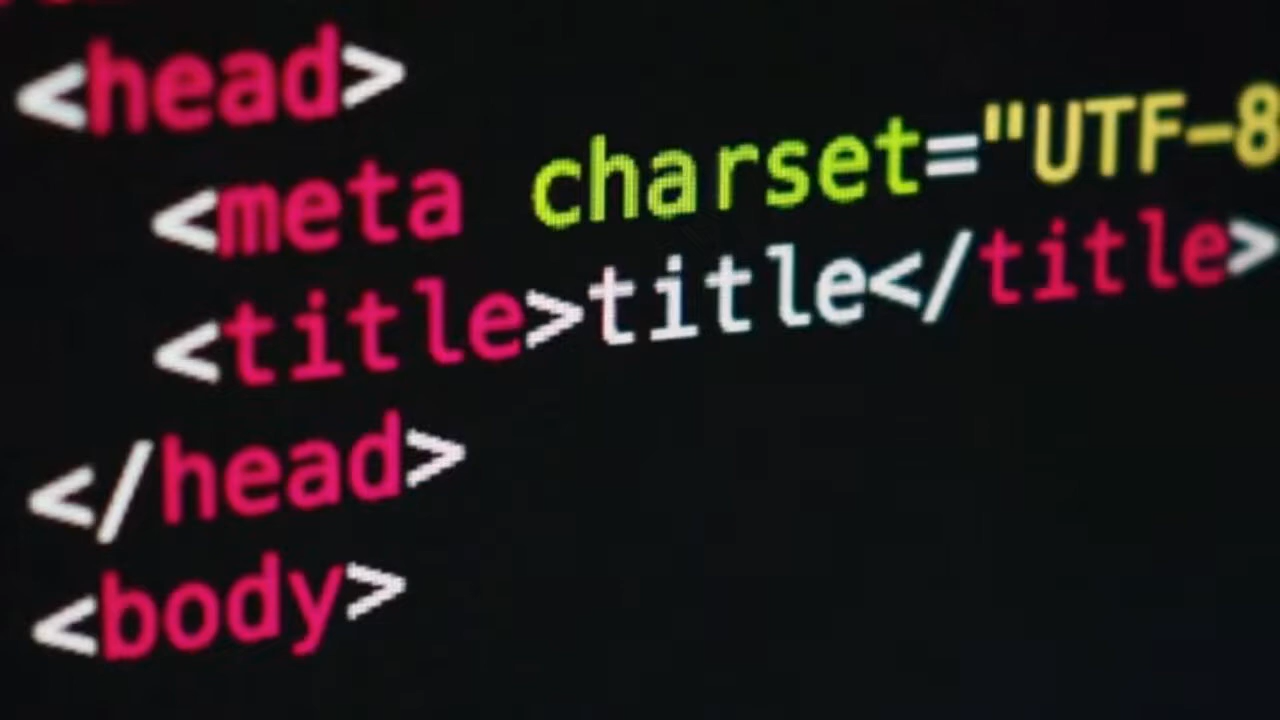 <head>
<meta charset="UTF-8
<title>title</title>
</head>
<body>